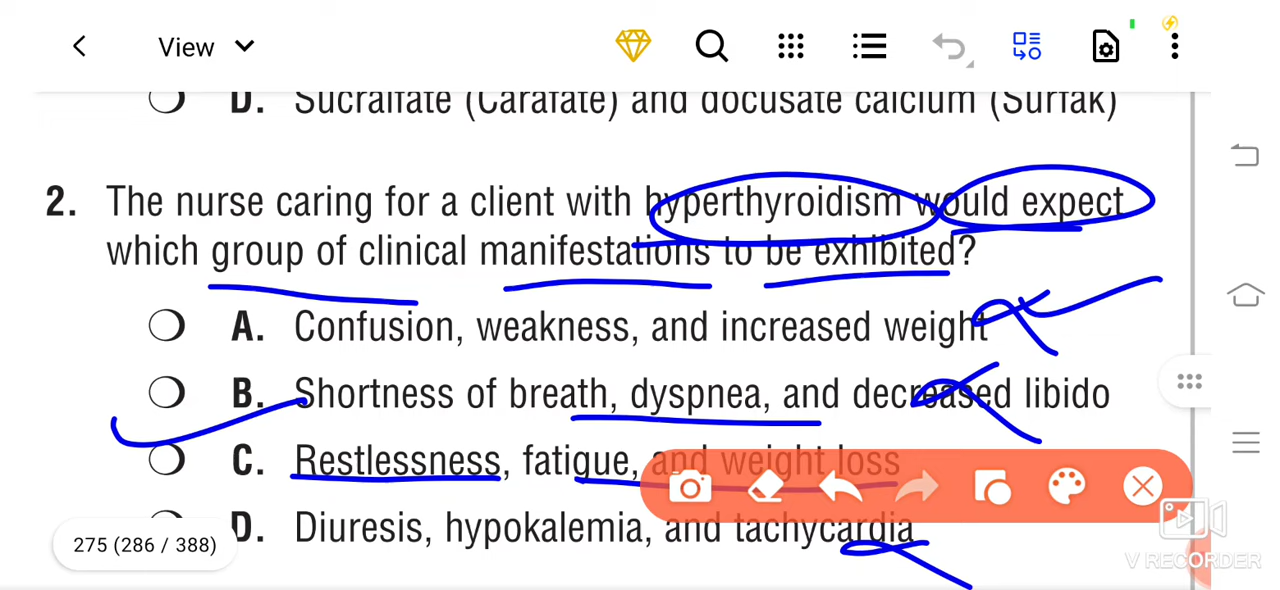 View
D. Sucralfate (Carafate) and docusate calcium (Surfak)
2. The nurse caring for a client with hyperthyroidism would expect
which group of clinical manifestations to be exhibited?
A. Confusion, weakness, and increased weight
B. Shortness of breath, dyspnea, and decreased libido
C. Restlessness, fatigue, and weight loss
D. Diuresis, hypokalemia, and tachycardia
275 (286 / 388)
V RECORDER